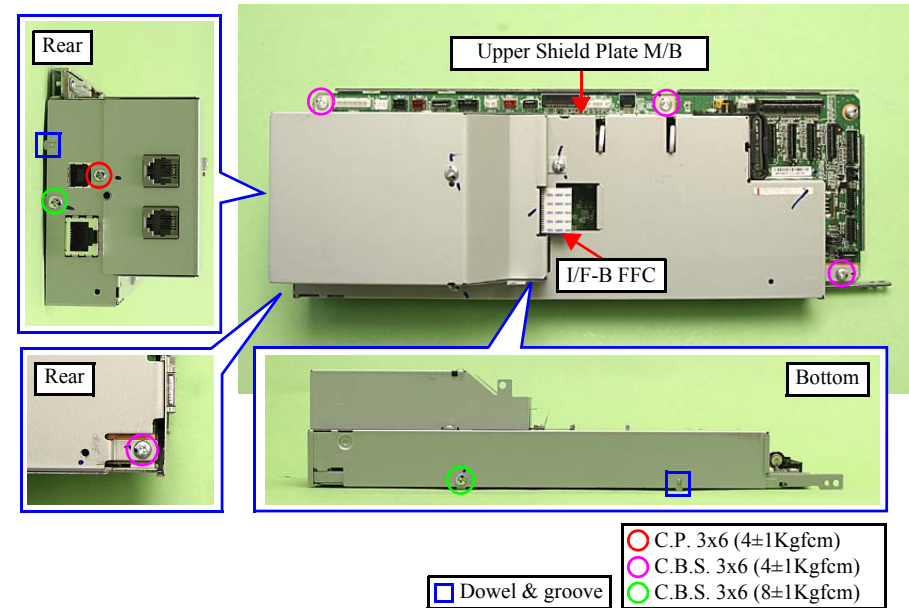 Rear
Upper Shield Plate M/B
I/F-B FFC
Rear
Bottom
Dowel & groove
C.P. 3x6 (4±1Kgfcm)
C.B.S. 3x6 (4±1Kgfcm)
C.B.S. 3x6 (8±1Kgfcm)